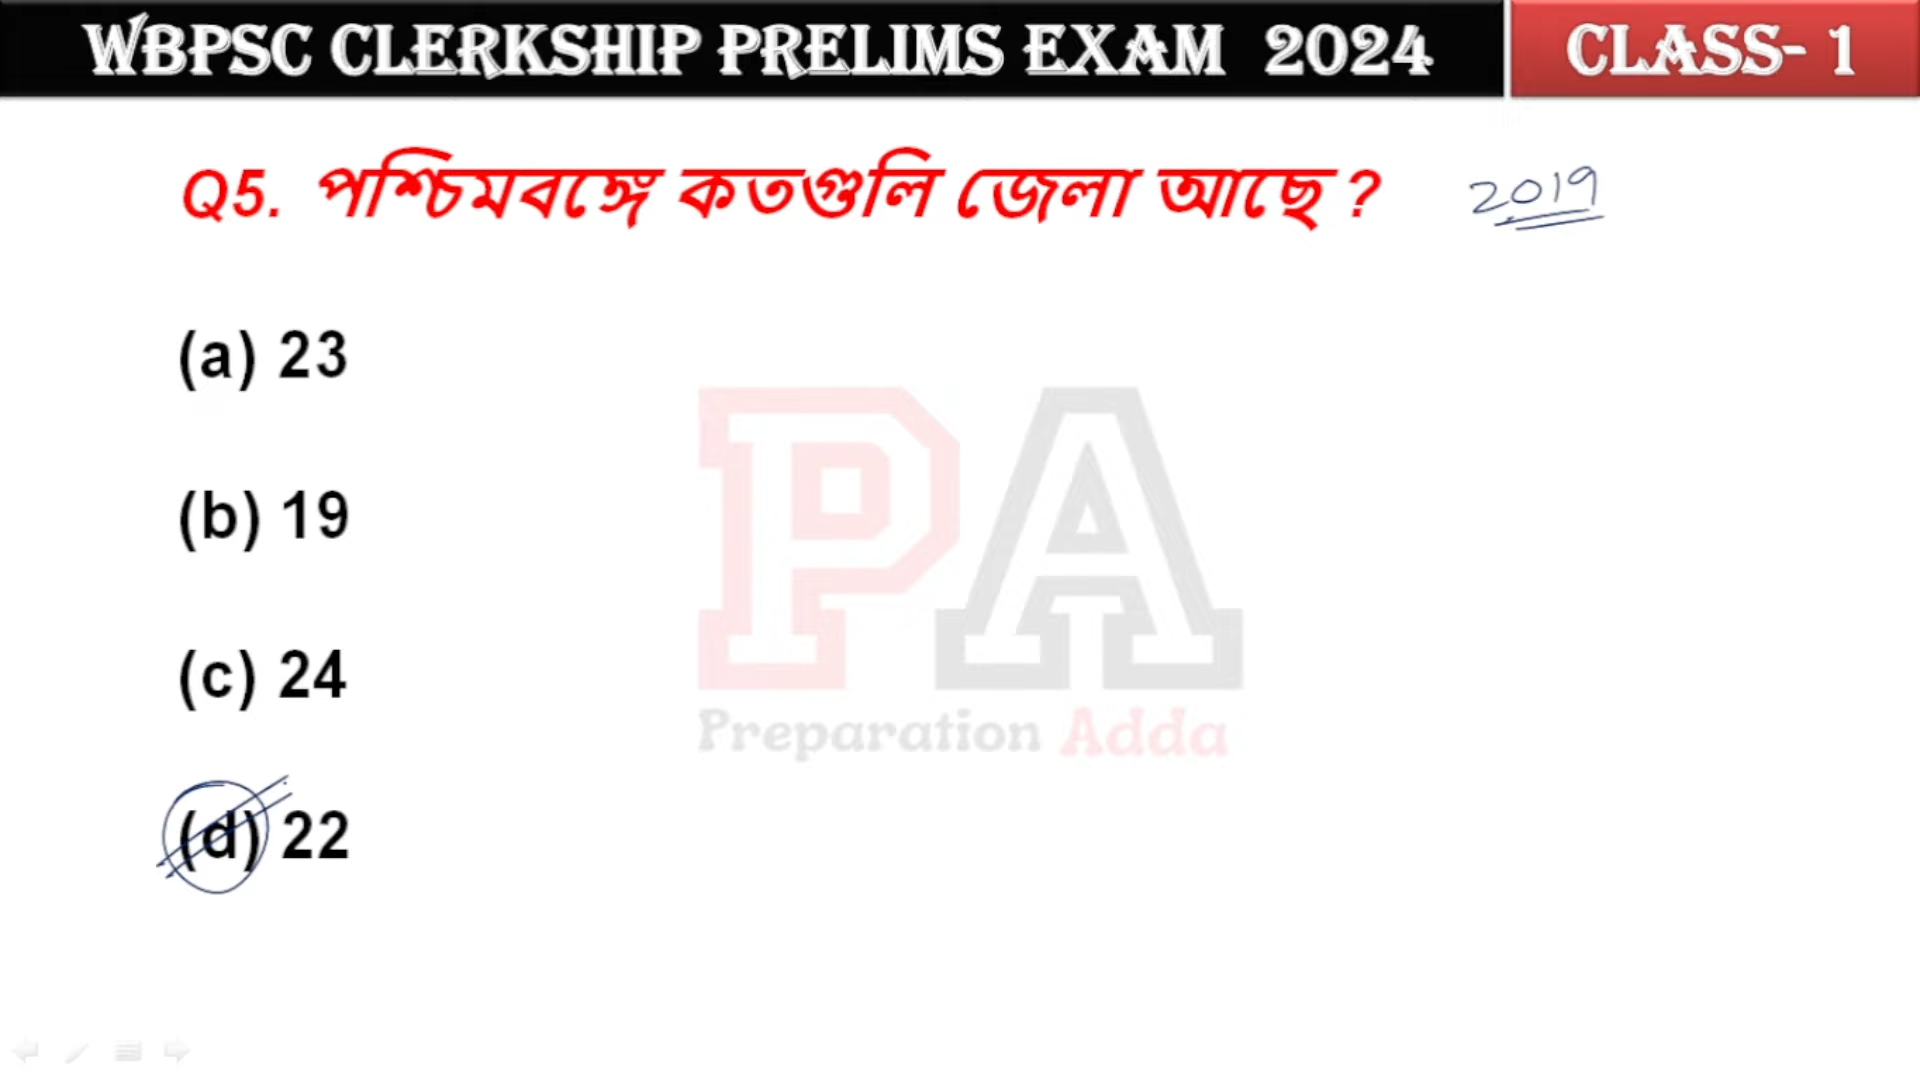 WBPSC CLERKSHIP PRELIMS EXAM 2024 CLASS- 1
Q5. পশ্চিমবঙ্গে কতগুলি জেলা আছে? 2019
(a) 23
(b) 19
(c) 24
(d) 22
PA
Preparation Adda